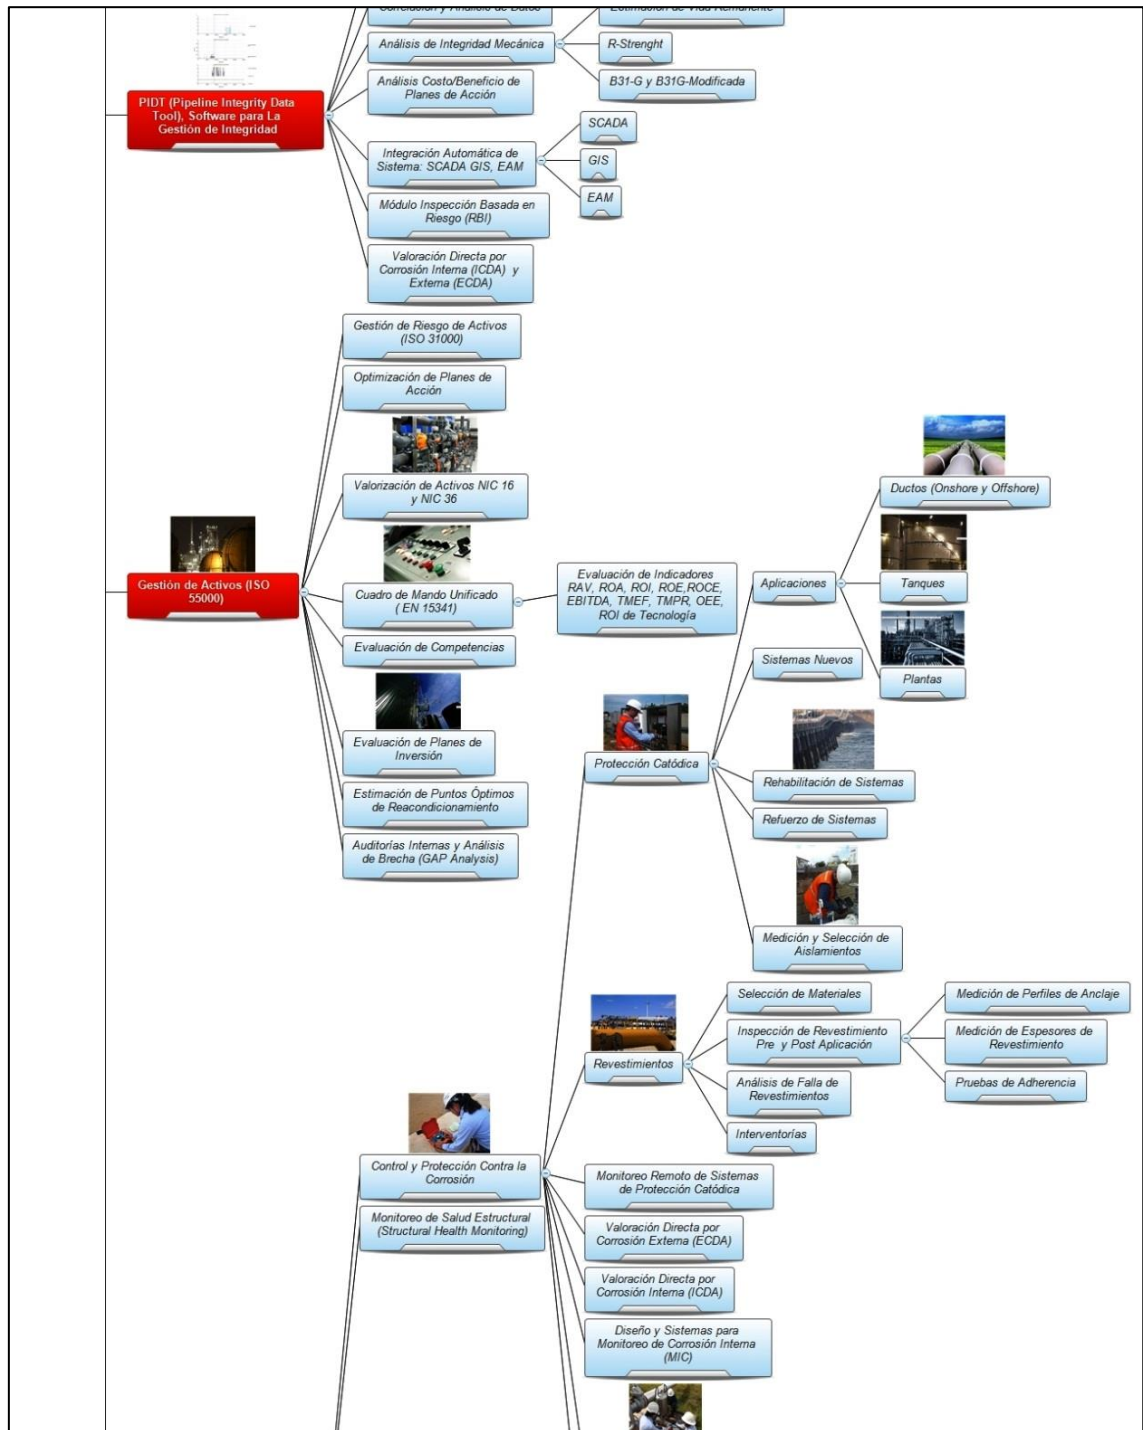 Correlación y Análisis de Datos
Estimación de Vida Remanente
Análisis de Integridad Mecánica
R-Strenght
B31-G y B31G-Modificada
Análisis Costo/Beneficio de
Planes de Acción
PIDT (Pipeline Integrity Data
Tool), Software para La
Gestión de Integridad
SCADA
Integración Automática de
Sistema: SCADA GIS, EAM
GIS
EAM
Módulo Inspección Basada en
Riesgo (RBI)
Valoración Directa por
Corrosión Interna (ICDA) y
Externa (ECDA)
Gestión de Riesgo de Activos
(ISO 31000)
Optimización de Planes de
Acción
Valorización de Activos NIC 16
y NIC 36
Gestión de Activos (ISO
55000)
Cuadro de Mando Unificado
( EN 15341)
Evaluación de Indicadores
RAV, ROA, ROI, ROE,ROCE,
EBITDA, TMEF, TMPR, OEE,
ROI de Tecnología
Evaluación de Competencias
Evaluación de Planes de
Inversión
Estimación de Puntos Óptimos
de Reacondicionamiento
Auditorías Internas y Análisis
de Brecha (GAP Analysis)
Aplicaciones
Ductos (Onshore y Offshore)
Tanques
Plantas
Sistemas Nuevos
Protección Catódica
Rehabilitación de Sistemas
Refuerzo de Sistemas
Medición y Selección de
Aislamientos
Selección de Materiales
Medición de Perfiles de Anclaje
Inspección de Revestimiento
Pre y Post Aplicación
Medición de Espesores de
Revestimiento
Revestimientos
Análisis de Falla de
Revestimientos
Pruebas de Adherencia
Interventorías
Control y Protección Contra la
Corrosión
Monitoreo Remoto de Sistemas
de Protección Catódica
Monitoreo de Salud Estructural
(Structural Health Monitoring)
Valoración Directa por
Corrosión Externa (ECDA)
Valoración Directa por
Corrosión Interna (ICDA)
Diseño y Sistemas para
Monitoreo de Corrosión Interna
(MIC)